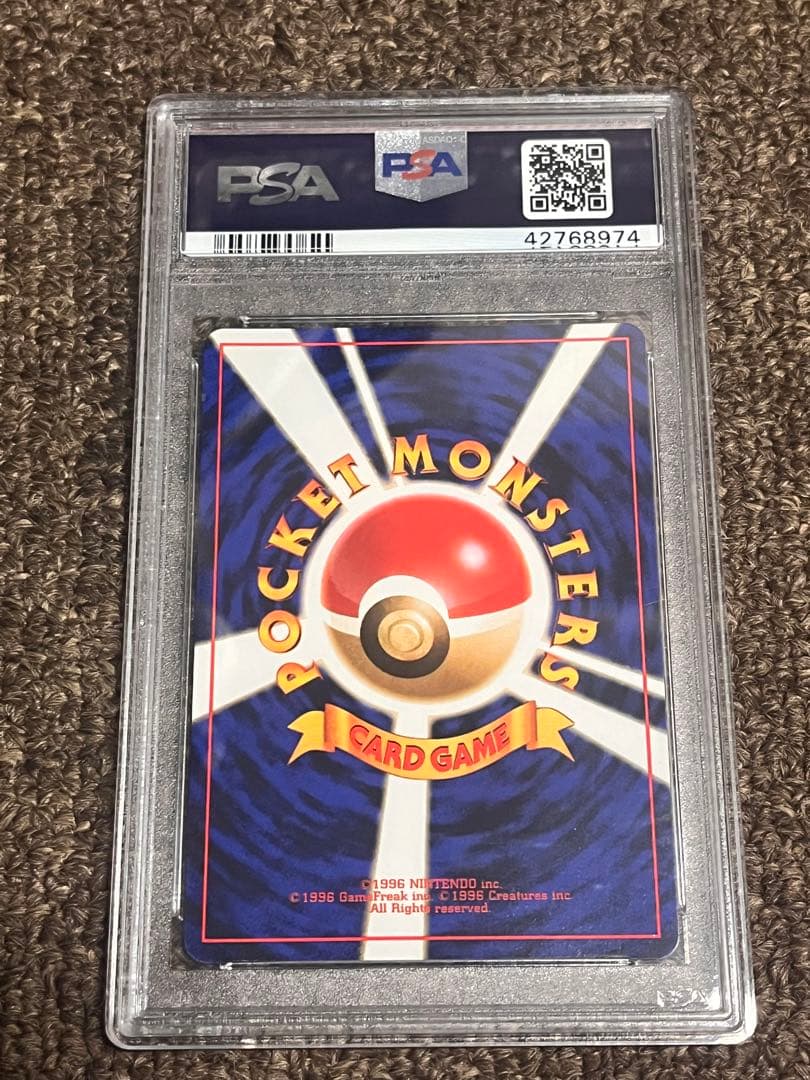 PSA
PSA
42768974
POCKET MONSTERS
CARD GAME
©1996 NINTENDO inc.
©1996 GameFreak inc. ©1996 Creatures inc.
All Rights reserved.